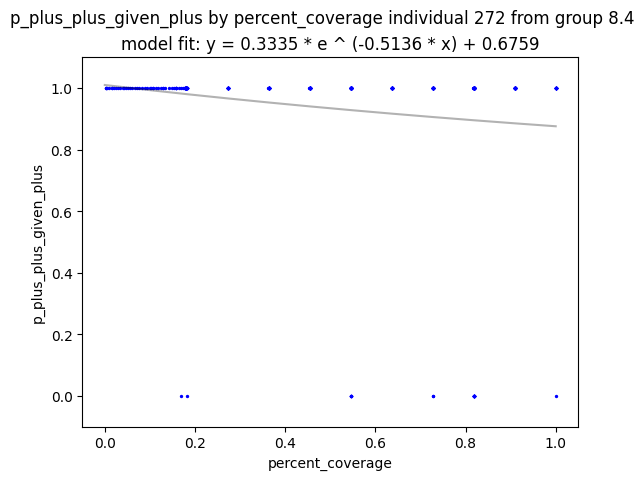 p_plus_plus_given_plus by percent_coverage individual 272 from group 8.4
model fit: y = 0.3335 * e ^ (-0.5136 * x) + 0.6759
1.0
0.8
0.6
0.4
0.2
0.0
p_plus_plus_given_plus
0.0 0.2 0.4 0.6 0.8 1.0
percent_coverage